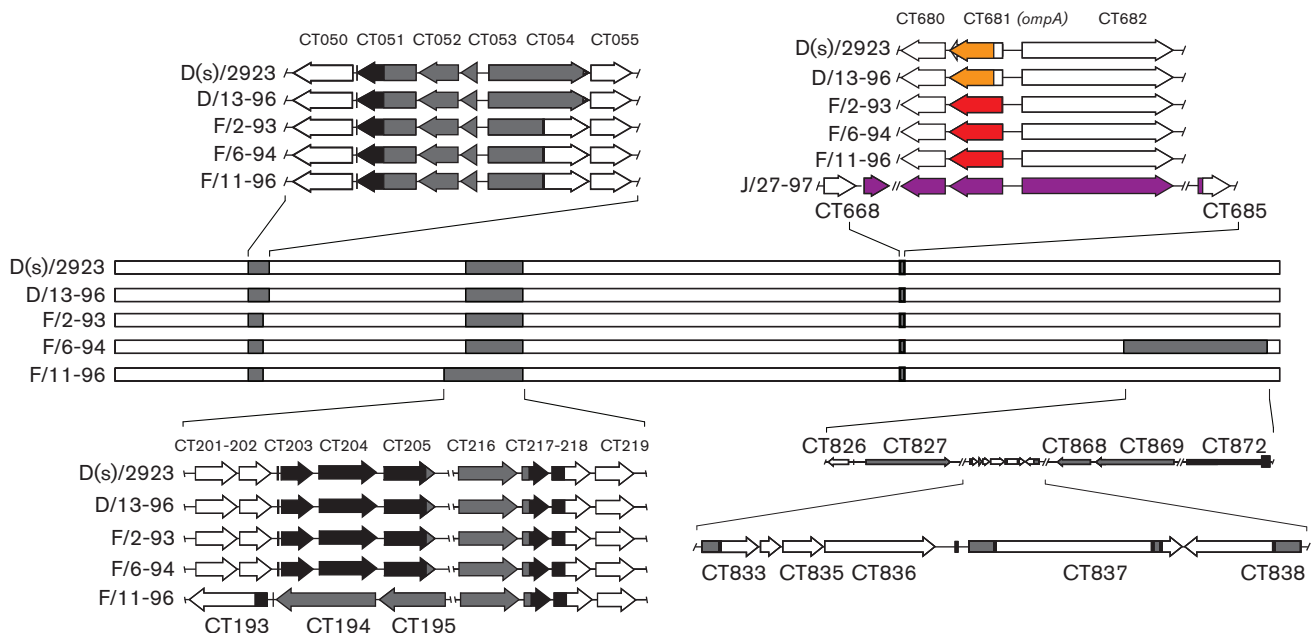 CT050 CT051 CT052 CT053 CT054 CT055
D(s)/2923
D/13-96
F/2-93
F/6-94
F/11-96
CT680 CT681 (ompA) CT682
D(s)/2923
D/13-96
F/2-93
F/6-94
F/11-96
J/27-97
CT668 CT685
D(s)/2923
D/13-96
F/2-93
F/6-94
F/11-96
CT201-202 CT203 CT204 CT205 CT216 CT217-218 CT219
D(s)/2923
D/13-96
F/2-93
F/6-94
F/11-96
CT193 CT194 CT195
CT826 CT827 CT868 CT869 CT872
CT833 CT835 CT836 CT837 CT838